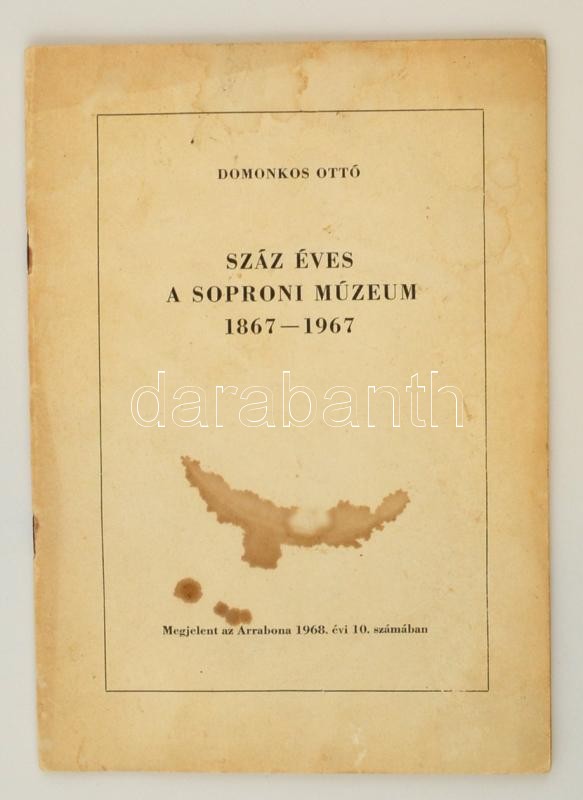 DOMONKOS OTTÓ
SZÁZ ÉVES
A SOPRONI MÚZEUM
1867—1967
darabanth
Megjelent az Arrabona 1968. évi 10. számában